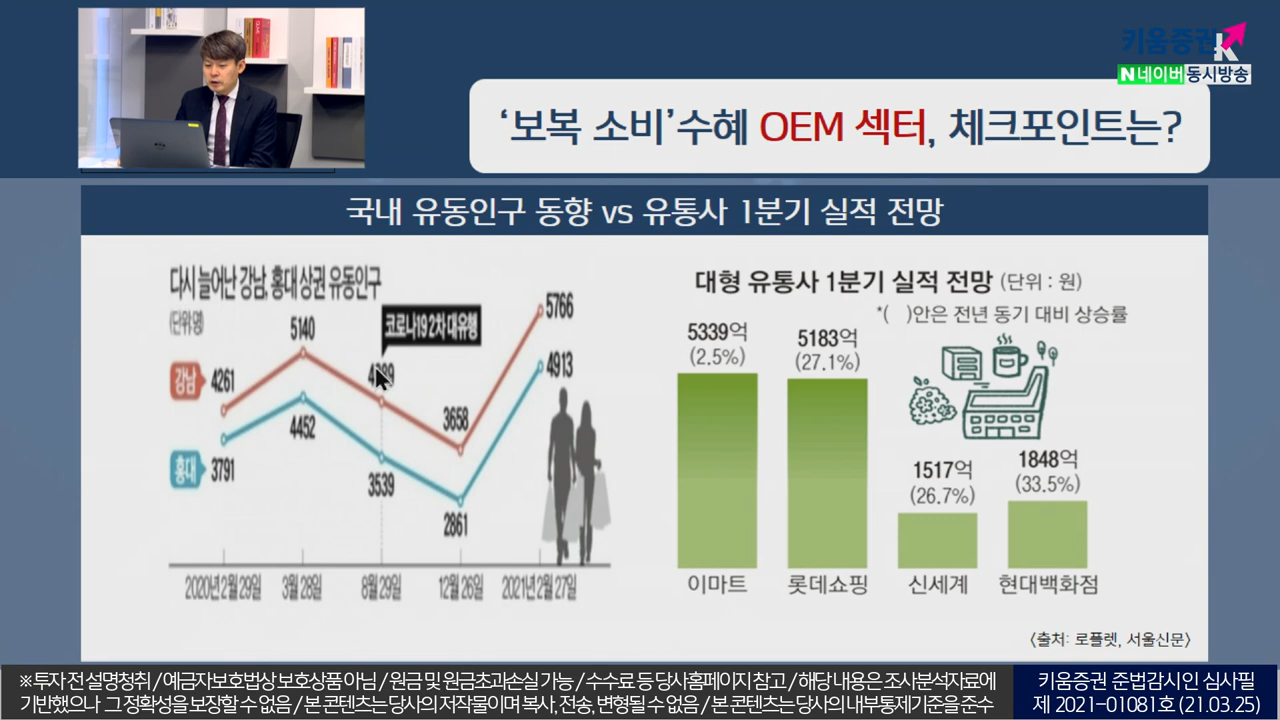 키움증권
N 네이버 동시방송
‘보복 소비’수혜 OEM 섹터, 체크포인트는?
국내 유동인구 동향 vs 유통사 1분기 실적 전망
다시 늘어난 강남, 홍대 상권 유동인구
(단위:명)
코로나19 2차 대유행
강남
4261
5140
3658
5766
홍대
3791
4452
3539
2861
4913
2020년 2월 29일
3월 28일
8월 29일
12월 26일
2021년 2월 27일
대형 유통사 1분기 실적 전망 (단위 : 원)
*( )안은 전년 동기 대비 상승률
5339억
(2.5%)
5183억
(27.1%)
1517억
(26.7%)
1848억
(33.5%)
이마트
롯데쇼핑
신세계
현대백화점
<출처: 로플렛, 서울신문>
※ 투자 전 설명청취 / 예금자보호법상 보호상품 아님 / 원금 및 원금초과손실 가능 / 수수료 등 당사홈페이지 참고 / 해당 내용은 조사분석자료에
기반했으나 그 정확성을 보장할 수 없음 / 본 콘텐츠는 당사의 저작물이며 복사, 전송, 변형될 수 없음 / 본 콘텐츠는 당사의 내부통제기준을 준수
키움증권 준법감시인 심사필
제 2021-01081호 (21.03.25)